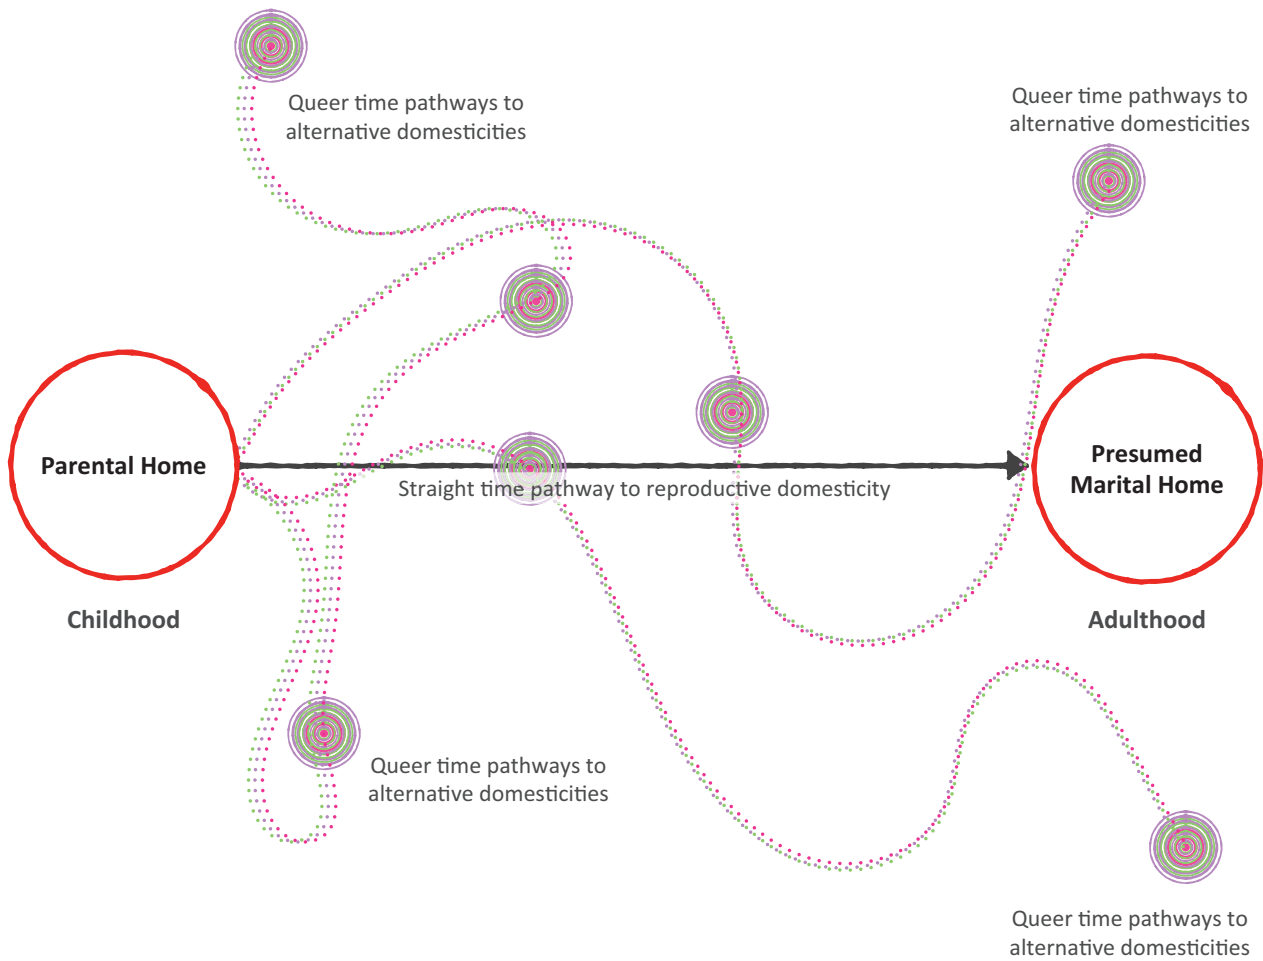 Queer time pathways to
alternative domesticities
Queer time pathways to
alternative domesticities
Parental Home
Straight time pathway to reproductive domesticity
Presumed
Marital Home
Childhood
Adulthood
Queer time pathways to
alternative domesticities
Queer time pathways to
alternative domesticities